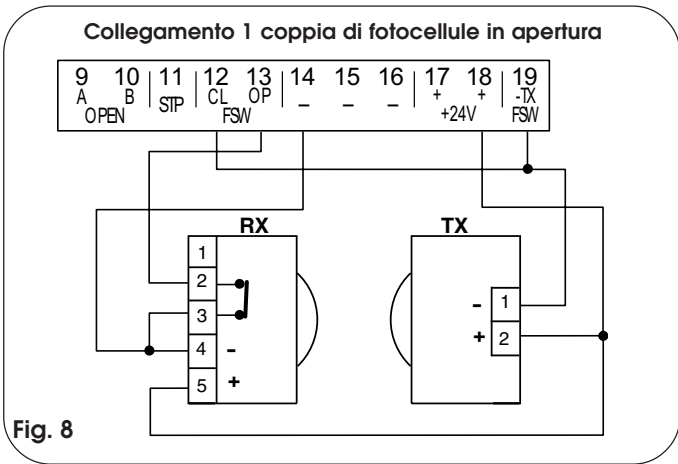 Collegamento 1 coppia di fotocellule in apertura
9 10 11 12 13 14 15 16 17 18 19
A B STP CL OP – – – + + -TX
OPEN FSW +24V FSW
RX TX
1
2
3
4 -
5 +
- 1
+ 2
Fig. 8